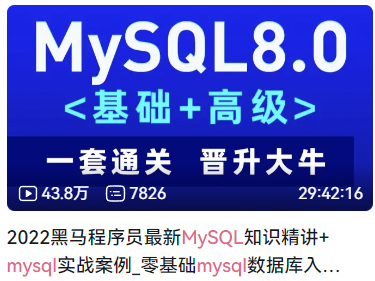 MySQL8.0
<基础+高级>
一套通关 晋升大牛
43.8万 7826 29:42:16
2022黑马程序员最新MySQL知识精讲+
mysql实战案例_零基础mysql数据库入...